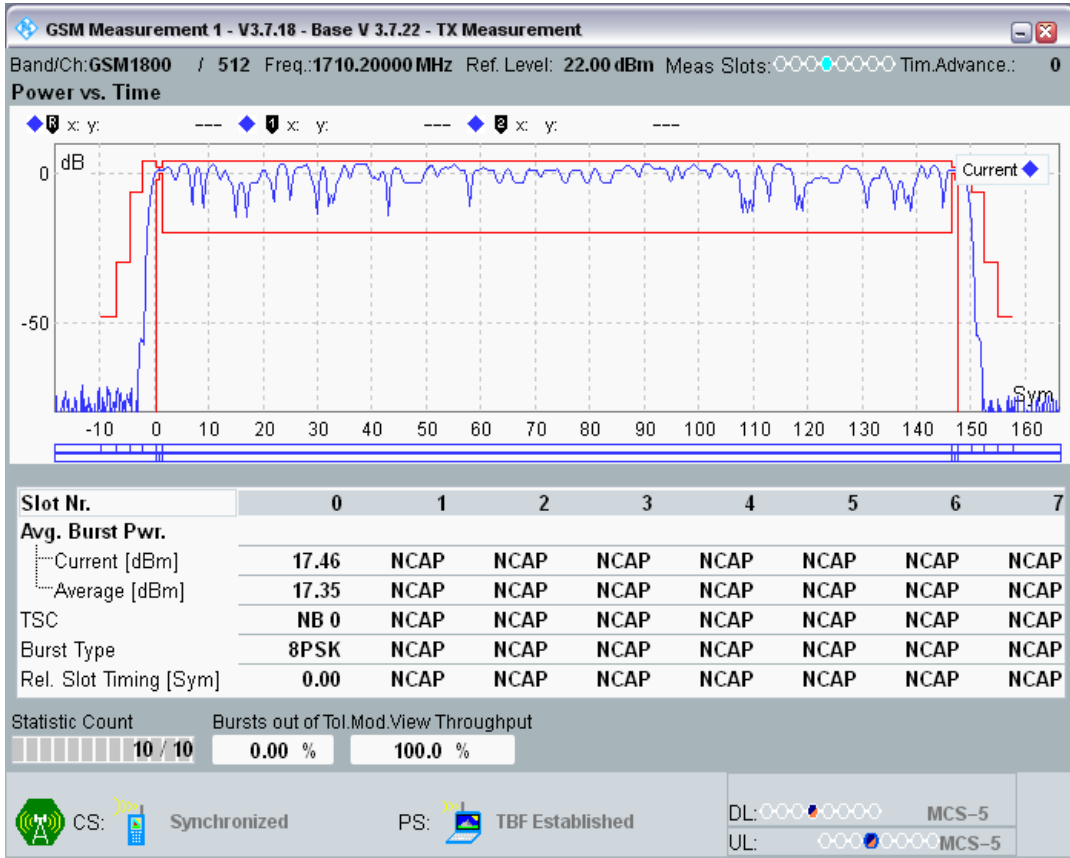 GSM Measurement 1 - V3.7.18 - Base V 3.7.22 - TX Measurement
Band/Ch:GSM1800 / 512 Freq.:1710.20000 MHz Ref. Level: 22.00 dBm Meas Slots: Tim.Advance.: 0
Power vs. Time
R x: y: --- 1 x: y: --- 2 x: y: ---
dB
Current
0
-50
Sym
-10 0 10 20 30 40 50 60 70 80 90 100 110 120 130 140 150 160
Slot Nr. 0 1 2 3 4 5 6 7
Avg. Burst Pwr.
Current [dBm] 17.46 NCAP NCAP NCAP NCAP NCAP NCAP NCAP
Average [dBm] 17.35 NCAP NCAP NCAP NCAP NCAP NCAP NCAP
TSC NB 0 NCAP NCAP NCAP NCAP NCAP NCAP NCAP
Burst Type 8PSK NCAP NCAP NCAP NCAP NCAP NCAP NCAP
Rel. Slot Timing [Sym] 0.00 NCAP NCAP NCAP NCAP NCAP NCAP NCAP
Statistic Count Bursts out of Tol.Mod.View Throughput
10 / 10 0.00 % 100.0 %
CS: Synchronized PS: TBF Established
DL: MCS-5
UL: MCS-5